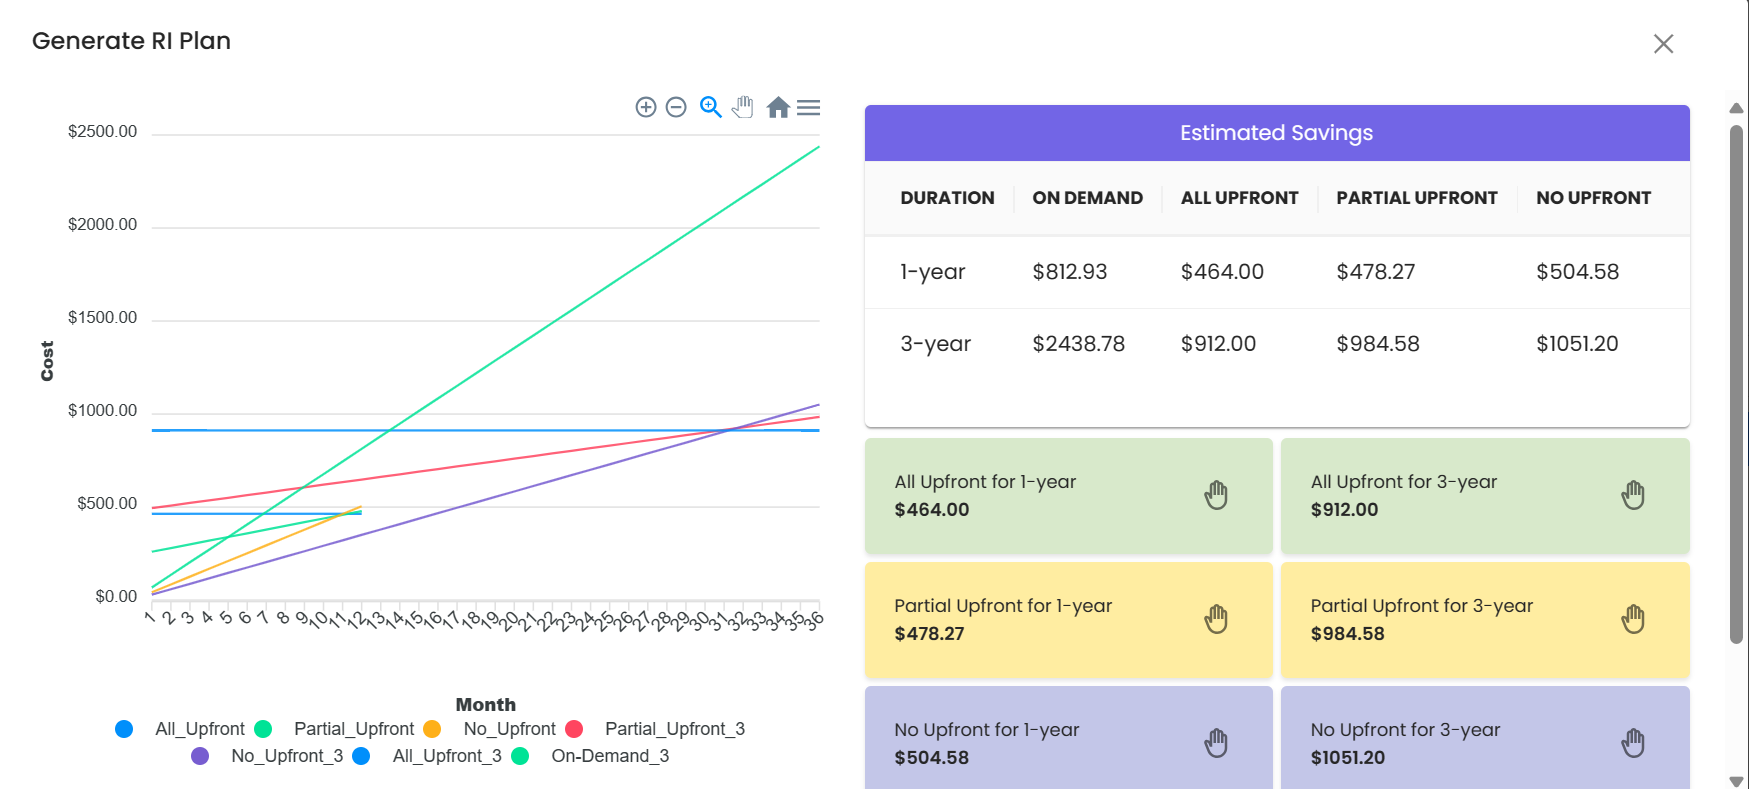 Generate RI Plan
$2500.00
$2000.00
$1500.00
$1000.00
$500.00
$0.00
Cost
1 2 3 4 5 6 7 8 9 10 11 12 13 14 15 16 17 18 19 20 21 22 23 24 25 26 27 28 29 30 31 32 33 34 35 36
Month
All_Upfront Partial_Upfront No_Upfront Partial_Upfront_3
No_Upfront_3 All_Upfront_3 On-Demand_3
Estimated Savings
DURATION ON DEMAND ALL UPFRONT PARTIAL UPFRONT NO UPFRONT
1-year $812.93 $464.00 $478.27 $504.58
3-year $2438.78 $912.00 $984.58 $1051.20
All Upfront for 1-year
$464.00
All Upfront for 3-year
$912.00
Partial Upfront for 1-year
$478.27
Partial Upfront for 3-year
$984.58
No Upfront for 1-year
$504.58
No Upfront for 3-year
$1051.20